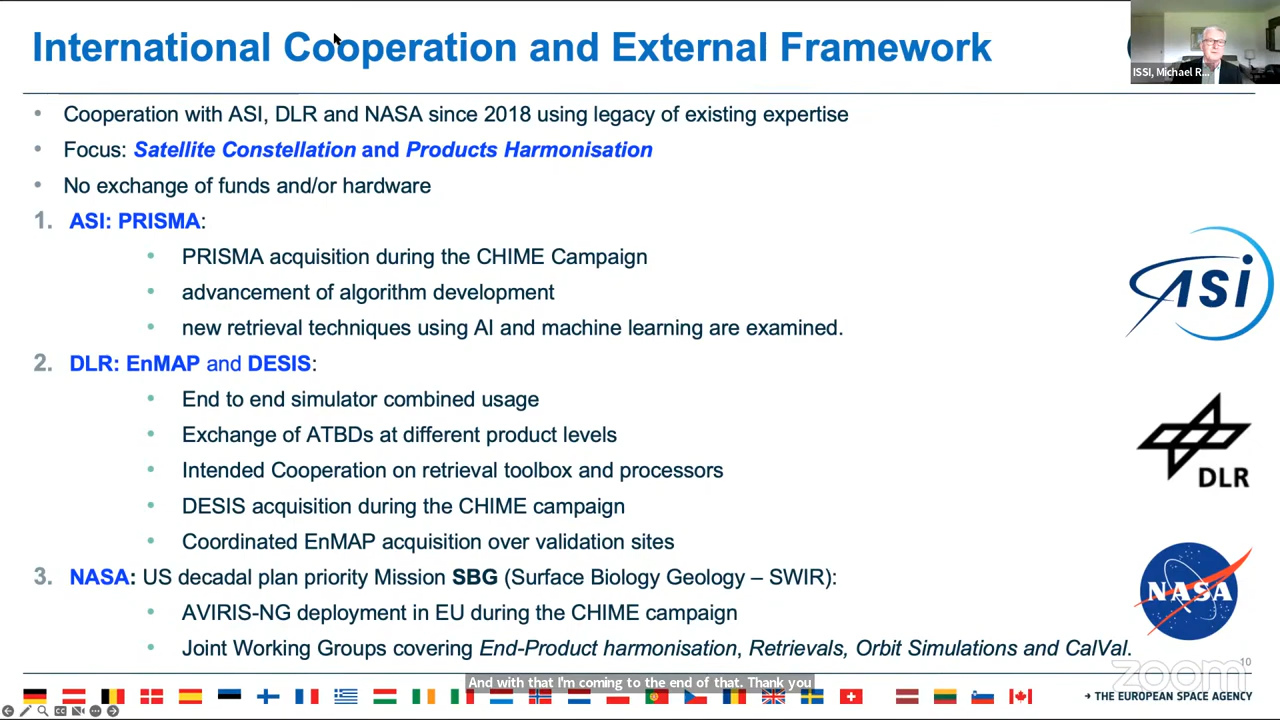 International Cooperation and External Framework
ISSI, Michael R...
• Cooperation with ASI, DLR and NASA since 2018 using legacy of existing expertise
• Focus: Satellite Constellation and Products Harmonisation
• No exchange of funds and/or hardware
1. ASI: PRISMA:
• PRISMA acquisition during the CHIME Campaign
• advancement of algorithm development
• new retrieval techniques using AI and machine learning are examined.
ASI
2. DLR: EnMAP and DESIS:
• End to end simulator combined usage
• Exchange of ATBDs at different product levels
• Intended Cooperation on retrieval toolbox and processors
DLR
• DESIS acquisition during the CHIME campaign
• Coordinated EnMAP acquisition over validation sites
3. NASA: US decadal plan priority Mission SBG (Surface Biology Geology – SWIR):
NASA
• AVIRIS-NG deployment in EU during the CHIME campaign
• Joint Working Groups covering End-Product harmonisation, Retrievals, Orbit Simulations and CalVal.
10
zoom
And with that I'm coming to the end of that. Thank you
→ THE EUROPEAN SPACE AGENCY